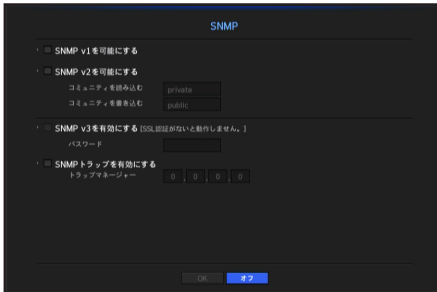 SNMP
SNMP v1を可能にする
SNMP v2を可能にする
コミュニティを読み込む private
コミュニティを書き込む public
SNMP v3を有効にする [SSL認証がないと動作しません。]
パスワード
SNMPトラップを有効にする
トラップマネージャー 0 . 0 . 0 . 0
OK オフ